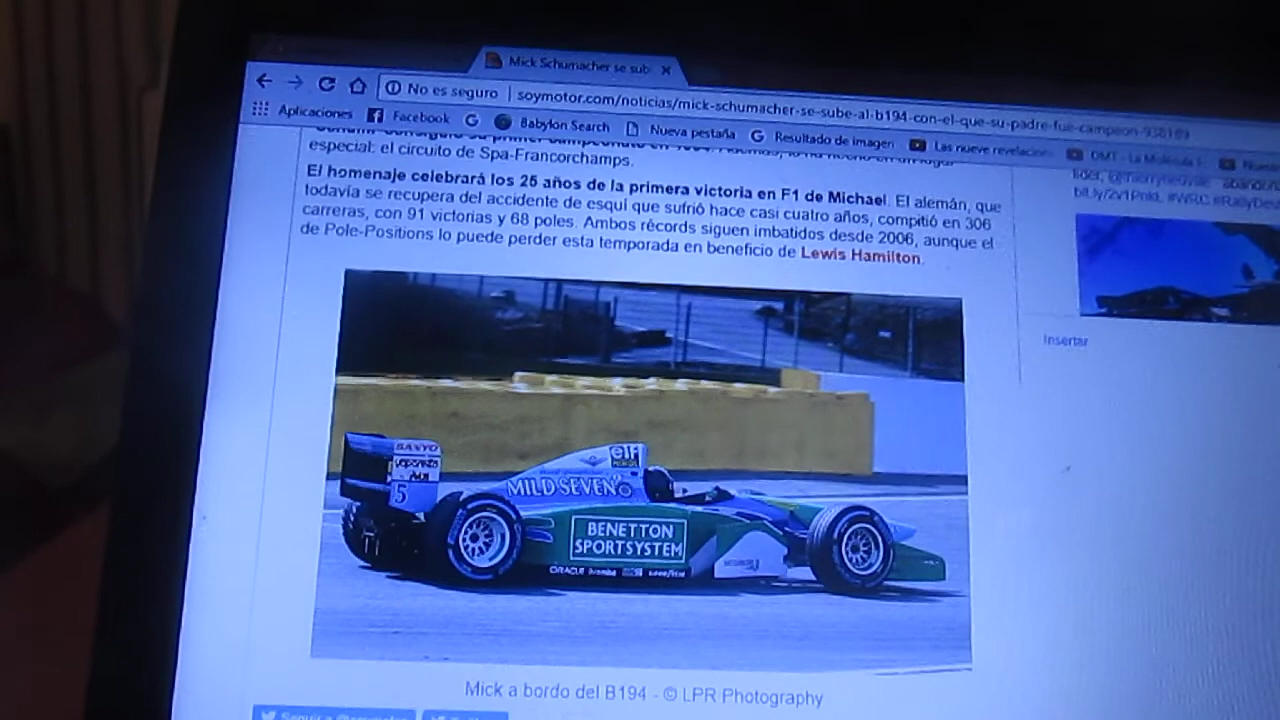 Mick Schumacher se sub
No es seguro | soymotor.com/noticias/mick-schumacher-se-sube-al-b194-con-el-que-su-padre-fue-campeon-938189
Aplicaciones Facebook Babylon Search Nueva pestaña Resultado de imagen Las nueve revelacion DMT - La Molécula
especial: el circuito de Spa-Francorchamps.
El homenaje celebrará los 25 años de la primera victoria en F1 de Michael. El alemán, que
todavía se recupera del accidente de esquí que sufrió hace casi cuatro años, compitió en 306
carreras, con 91 victorias y 68 poles. Ambos récords siguen imbatidos desde 2006, aunque el
de Pole-Positions lo puede perder esta temporada en beneficio de Lewis Hamilton.
Insertar
SANYO
5
elf
MILD SEVEN
BENETTON
SPORTSYSTEM
ORACLE
Mick a bordo del B194 - © LPR Photography